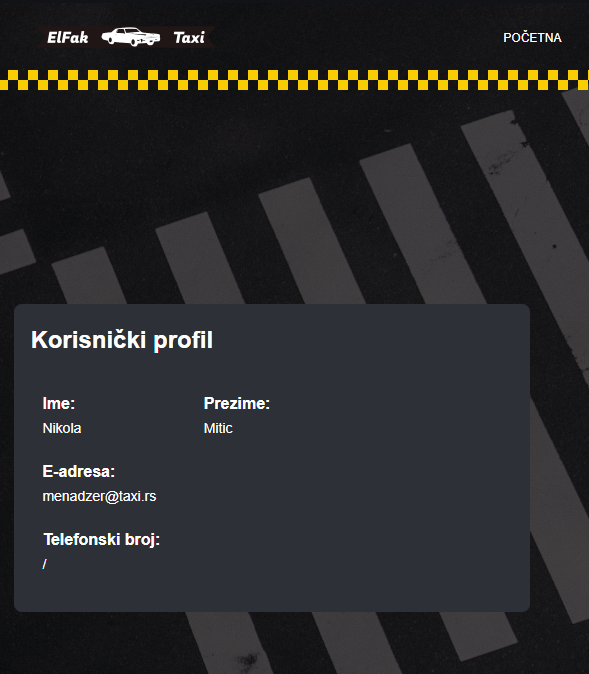 ElFak Taxi
POČETNA
Korisnički profil
Ime: Prezime:
Nikola Mitic
E-adresa:
menadzer@taxi.rs
Telefonski broj:
/